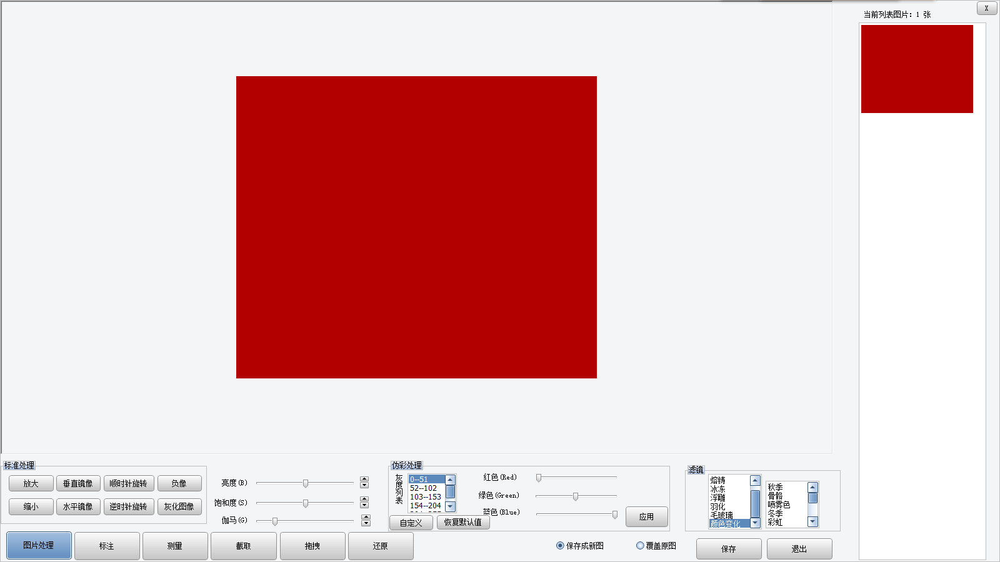 X
当前列表图片: 1 张
标准处理
放大 垂直镜像 顺时针旋转 负像
缩小 水平镜像 逆时针旋转 灰化图像
亮度(B)
饱和度(S)
伽马(G)
伪彩处理
灰度列表
0--51
52--102
103--153
154--204
自定义 恢复默认值
红色(Red)
绿色(Green)
蓝色(Blue)
应用
滤镜
熔铸
冰冻
浮雕
羽化
毛玻璃
颜色变化
秋季
骨骼
喷雾色
冬季
彩虹
图片处理 标注 测量 截取 拖拽 还原
保存成新图 覆盖原图 保存 退出